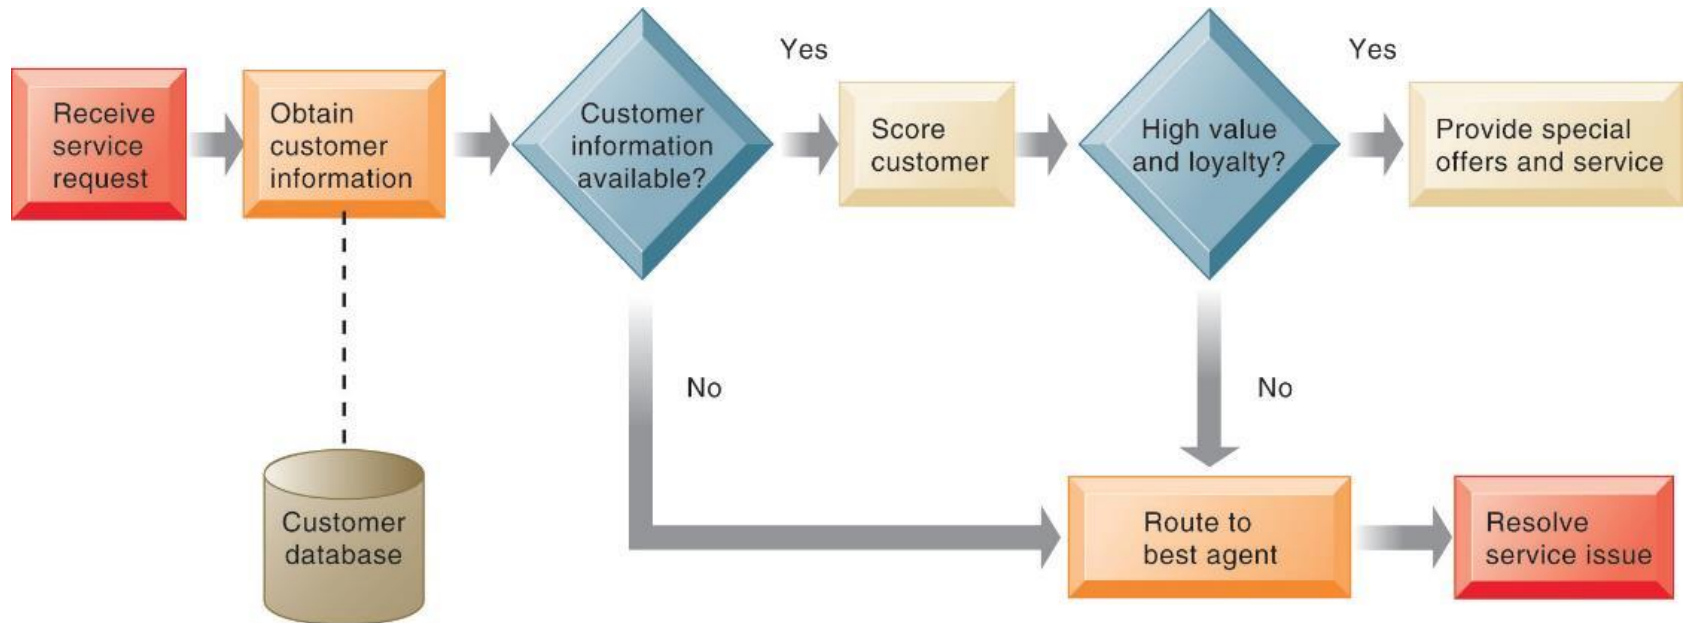 Receive
service
request
Obtain
customer
information
Customer
information
available?
Yes
Score
customer
High value
and loyalty?
Yes
Provide special
offers and service
No
No
Customer
database
Route to
best agent
Resolve
service issue